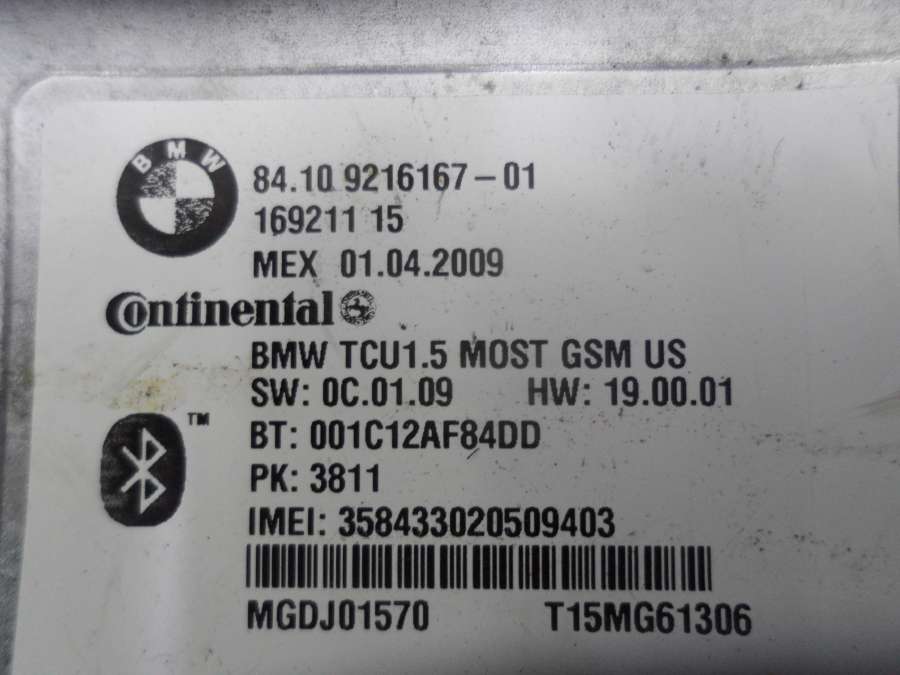 BMW
84.10 9216167-01
169211 15
MEX 01.04.2009
Continental
BMW TCU1.5 MOST GSM US
SW: 0C.01.09 HW: 19.00.01
TM
BT: 001C12AF84DD
PK: 3811
IMEI: 358433020509403
MGDJ01570 T15MG61306